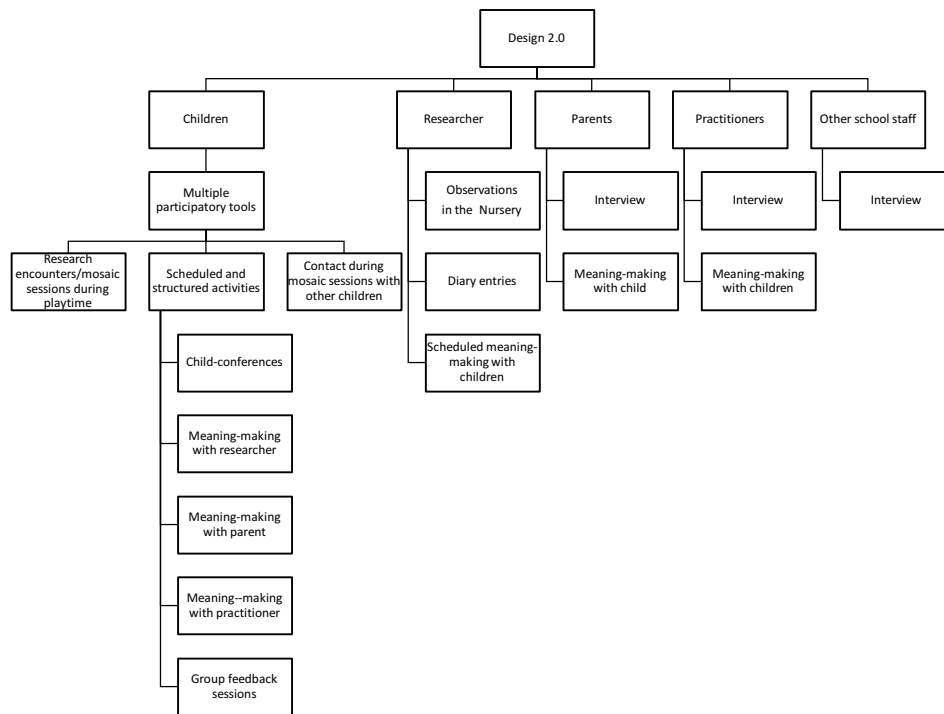 Design 2.0
Children
Researcher
Parents
Practitioners
Other school staff
Multiple
participatory tools
Observations
in the Nursery
Interview
Interview
Interview
Research
encounters/mosaic
sessions during
playtime
Scheduled and
structured activities
Contact during
mosaic sessions with
other children
Diary entries
Meaning-making
with child
Meaning-making
with children
Scheduled meaning-
making with
children
Child-conferences
Meaning-making
with researcher
Meaning-making
with parent
Meaning--making
with practitioner
Group feedback
sessions